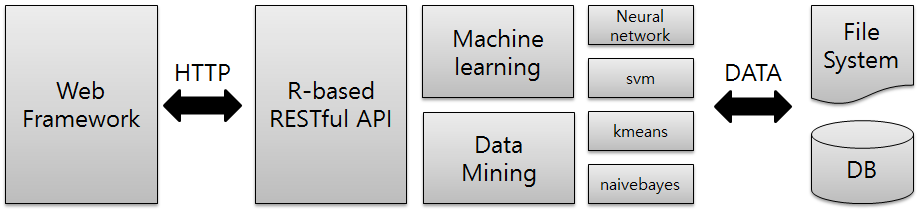 Web
Framework
HTTP
R-based
RESTful API
Machine
learning
Data
Mining
Neural
network
svm
kmeans
naivebayes
DATA
File
System
DB